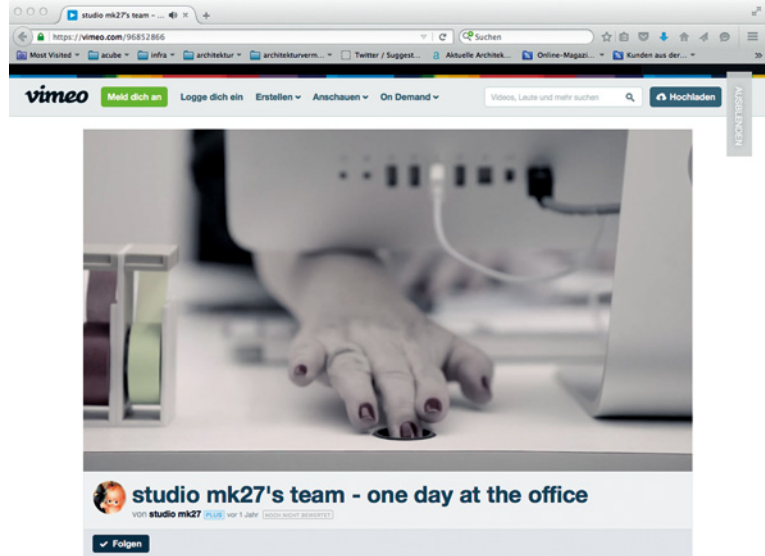 studio mk27's team - ...
https://vimeo.com/96852866
Suchen
Most Visited
acube
infra
architektur
architekturverm...
Twitter / Suggest...
Aktuelle Architek...
Online-Magazi...
Kunden aus der...
vimeo
Meld dich an
Logge dich ein
Erstellen
Anschauen
On Demand
Videos, Leute und mehr suchen
Hochladen
AUSBLENDEN
studio mk27's team - one day at the office
von studio mk27 PLUS vor 1 Jahr NOCH NICHT BEWERTET
Folgen